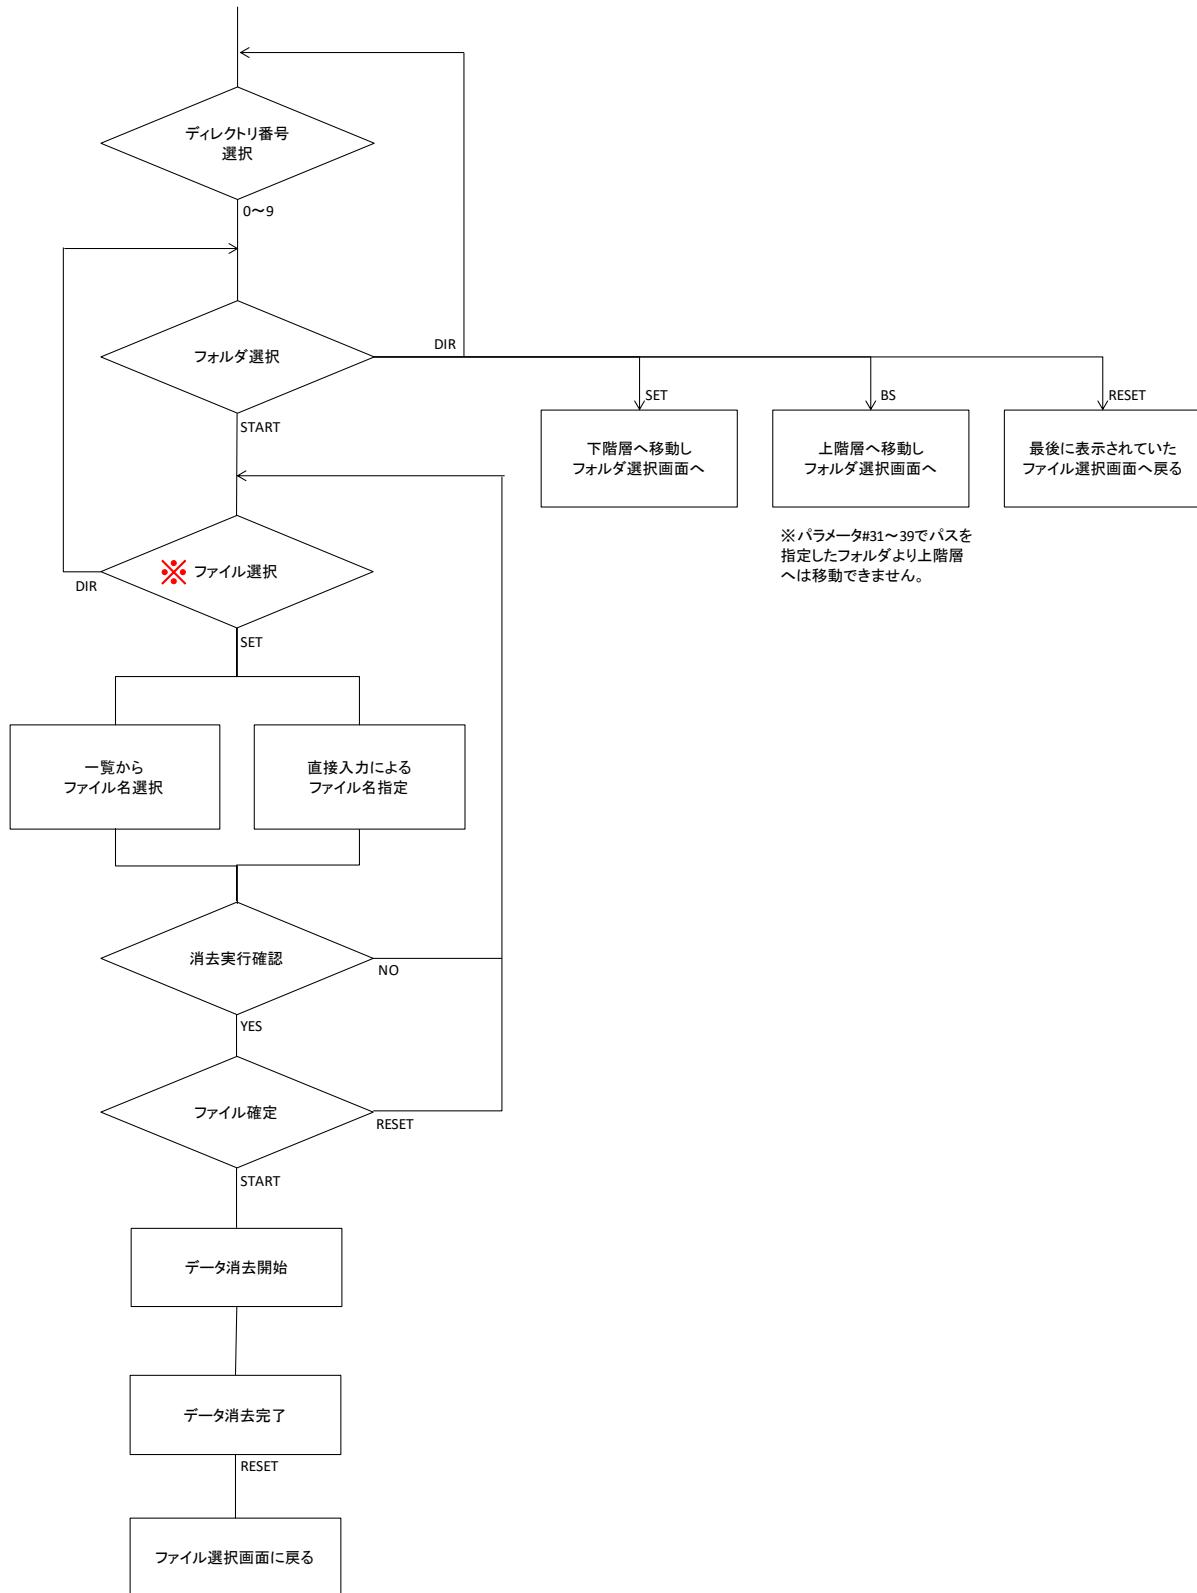 ディレクトリ番号
選択
0～9
フォルダ選択
DIR
START
SET
BS
RESET
下階層へ移動し
フォルダ選択画面へ
上階層へ移動し
フォルダ選択画面へ
最後に表示されていた
ファイル選択画面へ戻る
※パラメータ#31～39でパスを
指定したフォルダより上階層
へは移動できません。
※ ファイル選択
DIR
SET
一覧から
ファイル名選択
直接入力による
ファイル名指定
消去実行確認
NO
YES
ファイル確定
RESET
START
データ消去開始
データ消去完了
RESET
ファイル選択画面に戻る